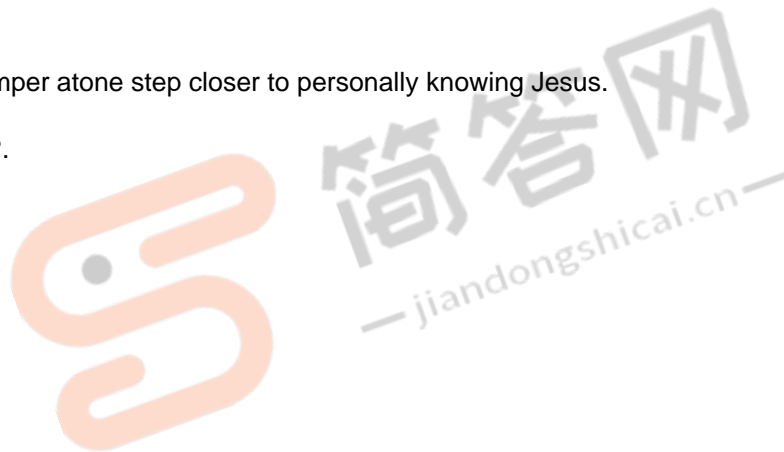 mper atone step closer to personally knowing Jesus.
.
简答网
jiandongshicai.cn